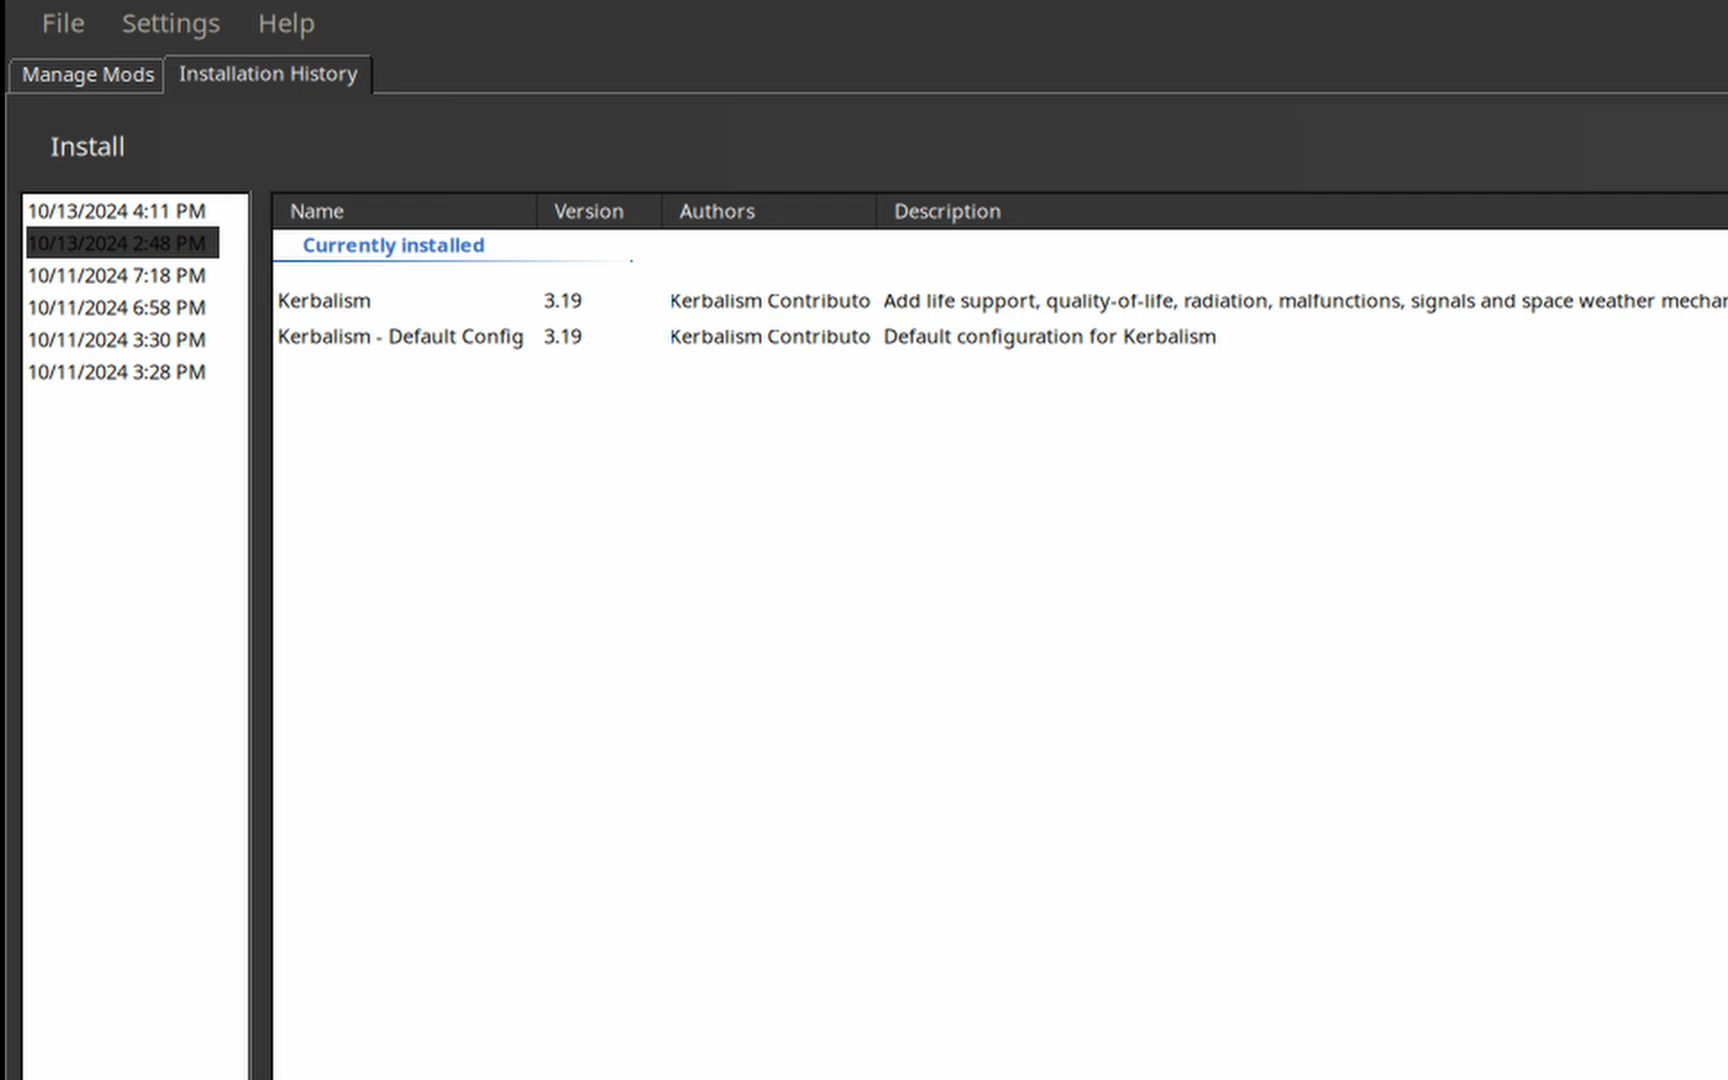 File Settings Help
Manage Mods Installation History
Install
10/13/2024 4:11 PM
10/13/2024 2:48 PM
10/11/2024 7:18 PM
10/11/2024 6:58 PM
10/11/2024 3:30 PM
10/11/2024 3:28 PM
Name Version Authors Description
Currently installed
Kerbalism 3.19 Kerbalism Contributo Add life support, quality-of-life, radiation, malfunctions, signals and space weather mechan
Kerbalism - Default Config 3.19 Kerbalism Contributo Default configuration for Kerbalism